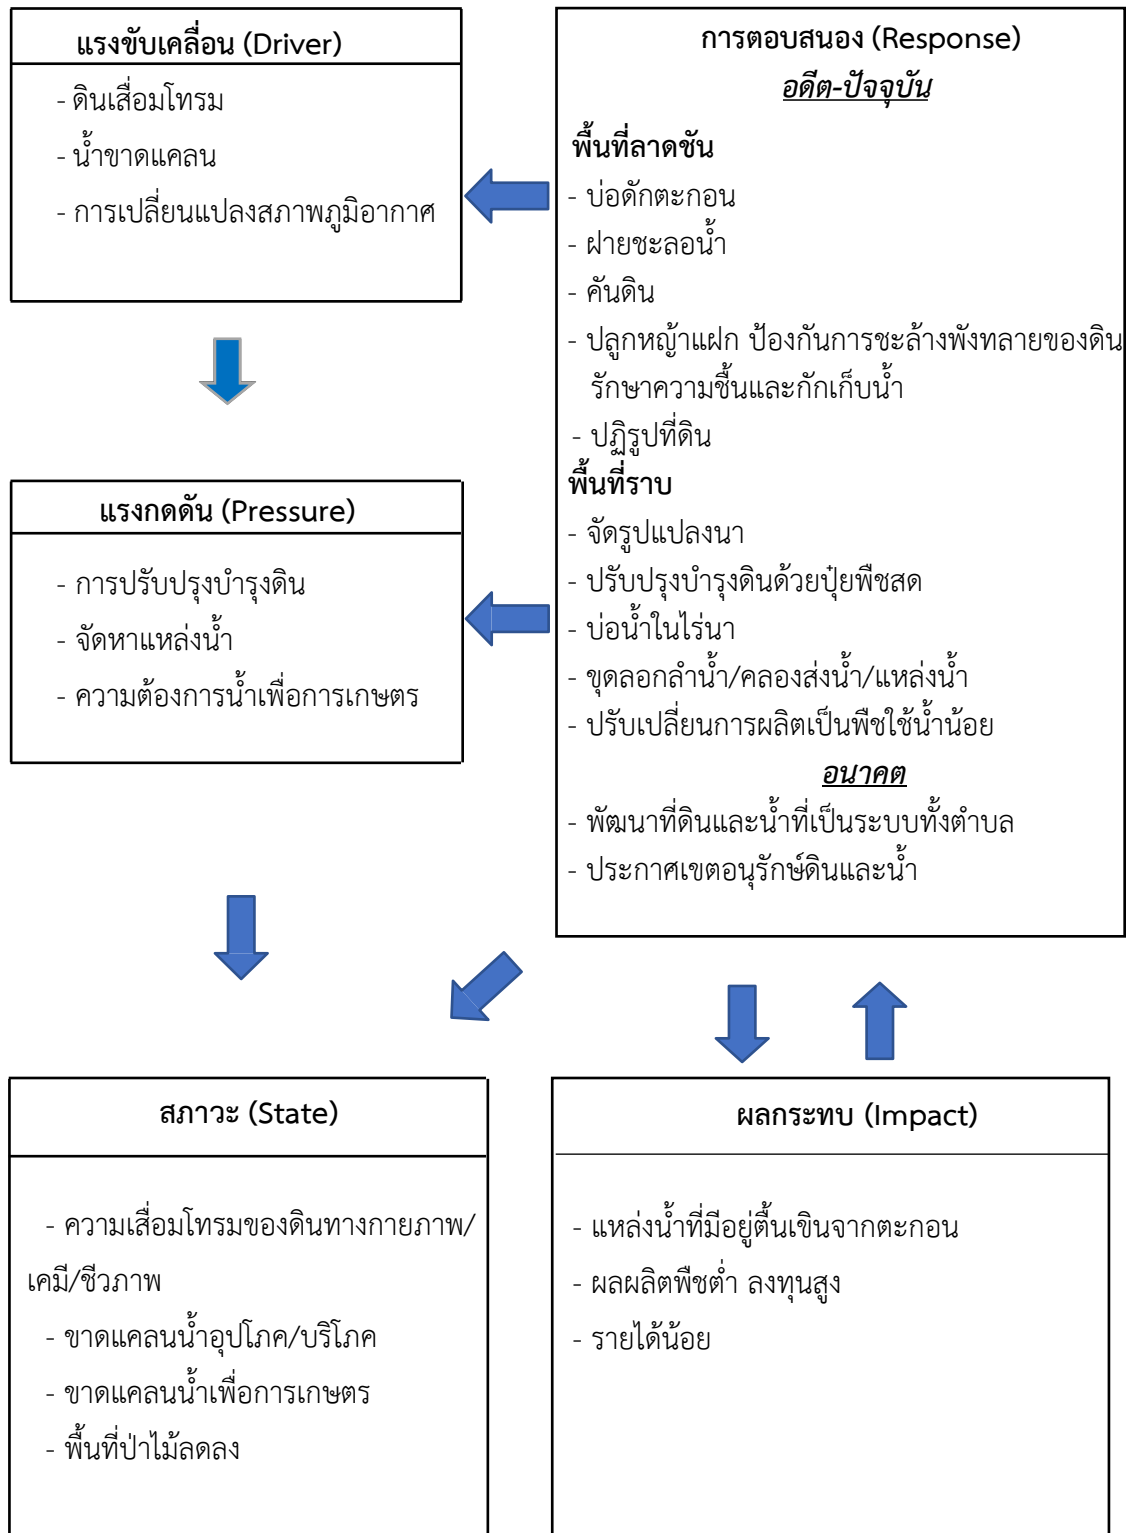 แรงขับเคลื่อน (Driver)
- ดินเสื่อมโทรม
- น้ำขาดแคลน
- การเปลี่ยนแปลงสภาพภูมิอากาศ
การตอบสนอง (Response)
อดีต-ปัจจุบัน
พื้นที่ลาดชัน
- บ่อดักตะกอน
- ฝายชะลอน้ำ
- คันดิน
- ปลูกหญ้าแฝก ป้องกันการชะล้างพังทลายของดิน
รักษาความชื้นและกักเก็บน้ำ
- ปฏิรูปที่ดิน
พื้นที่ราบ
- จัดรูปแปลงนา
- ปรับปรุงบำรุงดินด้วยปุ๋ยพืชสด
- บ่อน้ำในไร่นา
- ขุดลอกลำน้ำ/คลองส่งน้ำ/แหล่งน้ำ
- ปรับเปลี่ยนการผลิตเป็นพืชใช้น้ำน้อย
อนาคต
- พัฒนาที่ดินและน้ำที่เป็นระบบทั้งตำบล
- ประกาศเขตอนุรักษ์ดินและน้ำ
แรงกดดัน (Pressure)
- การปรับปรุงบำรุงดิน
- จัดหาแหล่งน้ำ
- ความต้องการน้ำเพื่อการเกษตร
สภาวะ (State)
- ความเสื่อมโทรมของดินทางกายภาพ/
เคมี/ชีวภาพ
- ขาดแคลนน้ำอุปโภค/บริโภค
- ขาดแคลนน้ำเพื่อการเกษตร
- พื้นที่ป่าไม้ลดลง
ผลกระทบ (Impact)
- แหล่งน้ำที่มีอยู่ตื้นเขินจากตะกอน
- ผลผลิตพืชต่ำ ลงทุนสูง
- รายได้น้อย